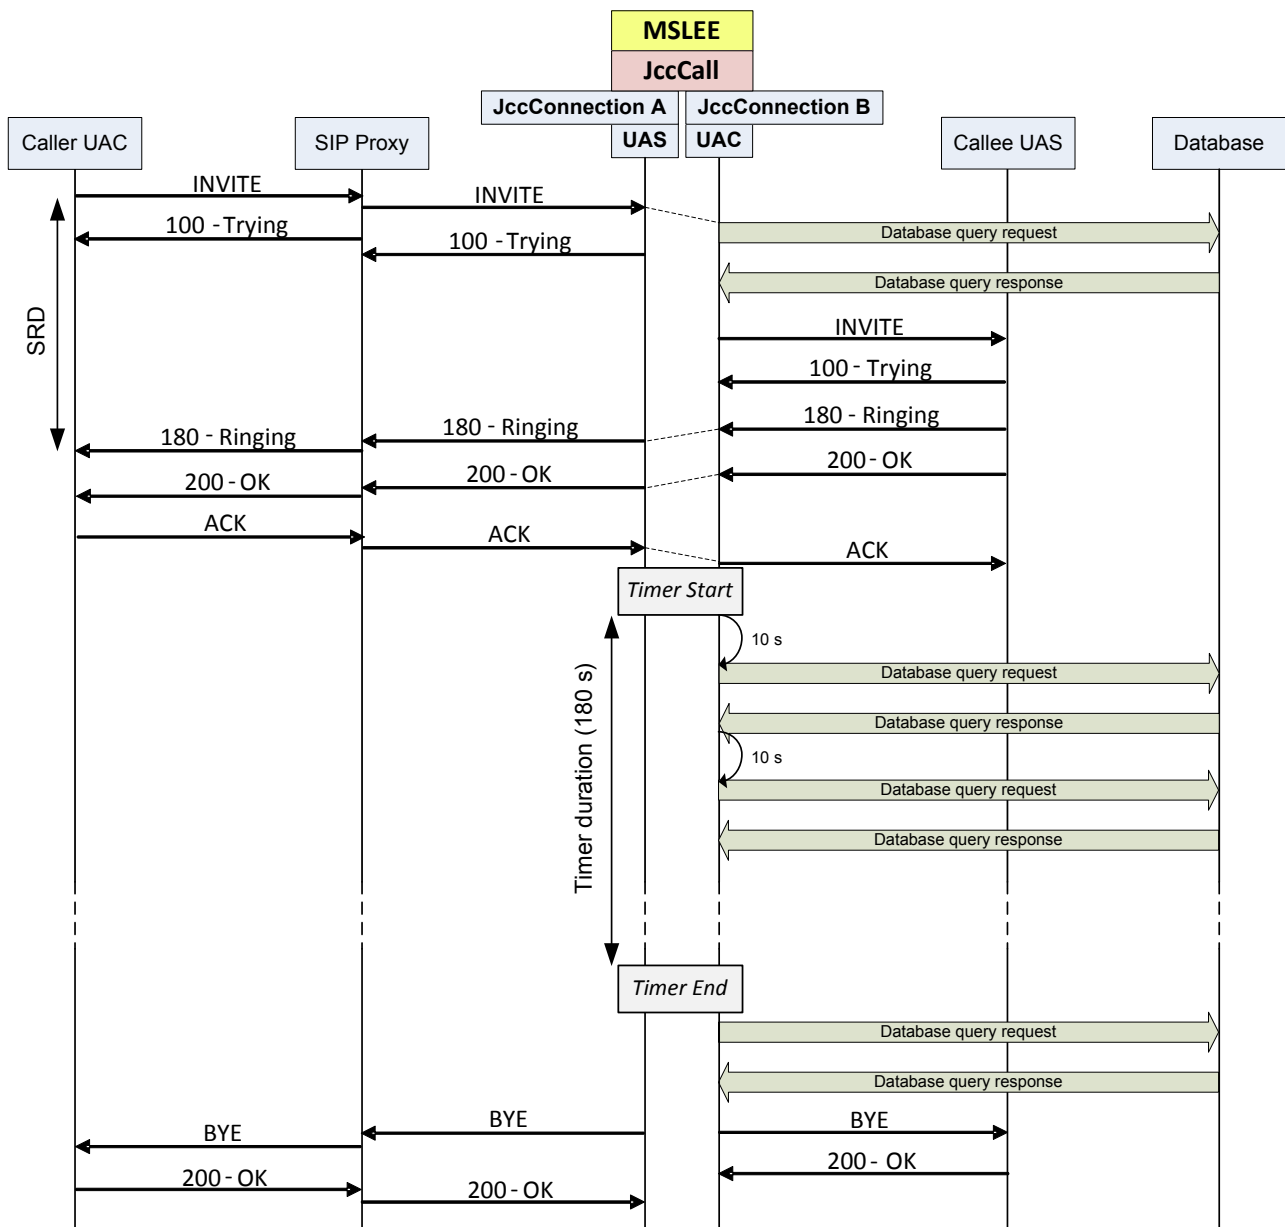 MSLEE
JccCall
JccConnection A
JccConnection B
UAS
UAC
Caller UAC
SIP Proxy
Callee UAS
Database
INVITE
INVITE
100 - Trying
Database query request
100 - Trying
Database query response
SRD
INVITE
100 - Trying
180 - Ringing
180 - Ringing
180 - Ringing
200 - OK
200 - OK
200 - OK
ACK
ACK
ACK
Timer Start
10 s
Database query request
Timer duration (180 s)
Database query response
10 s
Database query request
Database query response
Timer End
Database query request
Database query response
BYE
BYE
BYE
200 - OK
200 - OK
200 - OK